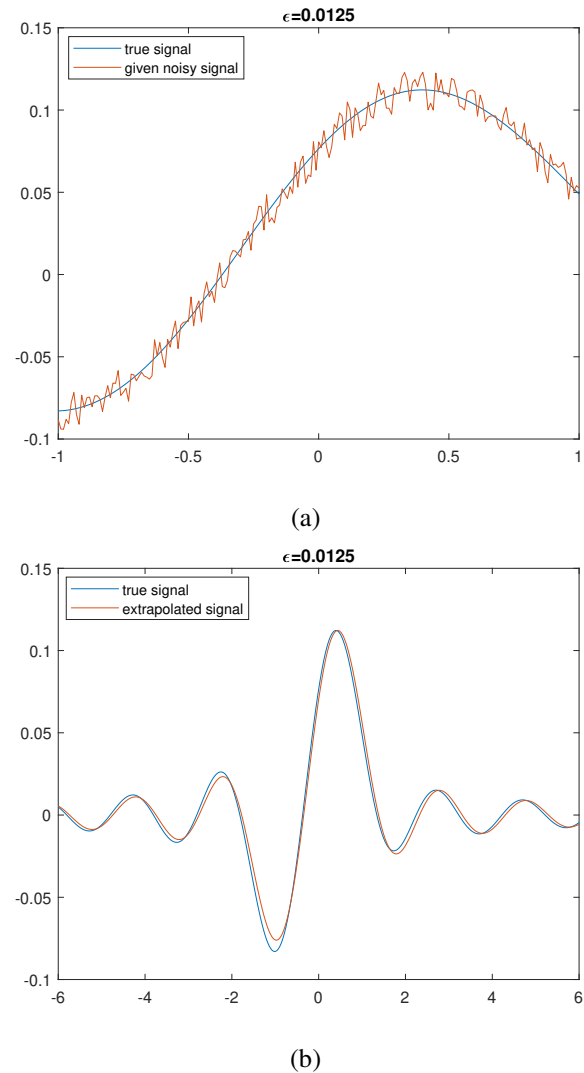 ϵ=0.0125
0.15
true signal
given noisy signal
0.1
0.05
0
-0.05
-0.1
-1 -0.5 0 0.5 1
(a)
ϵ=0.0125
0.15
true signal
extrapolated signal
0.1
0.05
0
-0.05
-0.1
-6 -4 -2 0 2 4 6
(b)